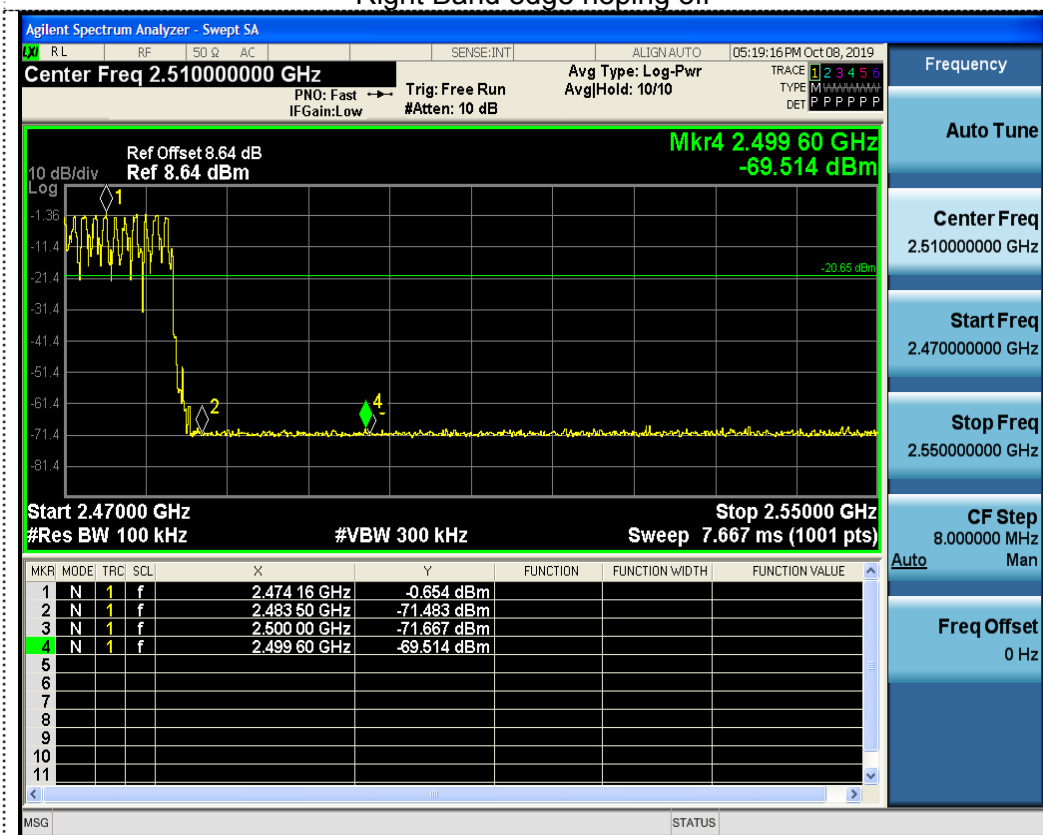 Right Band edge hoping off
Agilent Spectrum Analyzer - Swept SA
LXI RL RF 50 Ω AC SENSE:INT ALIGN AUTO 05:19:16 PM Oct 08, 2019
Center Freq 2.510000000 GHz
PNO: Fast
IFGain:Low
Trig: Free Run
#Atten: 10 dB
Avg Type: Log-Pwr
Avg|Hold: 10/10
TRACE 1 2 3 4 5 6
TYPE M WWWWW
DET P P P P P P
Mkr4 2.499 60 GHz
-69.514 dBm
Ref Offset 8.64 dB
10 dB/div Ref 8.64 dBm
Log
-1.36
-11.4
-21.4
-31.4
-41.4
-51.4
-61.4
-71.4
-81.4
1
-20.65 dBm
2
4
Start 2.47000 GHz Stop 2.55000 GHz
#Res BW 100 kHz #VBW 300 kHz Sweep 7.667 ms (1001 pts)
MKR MODE TRC SCL X Y FUNCTION FUNCTION WIDTH FUNCTION VALUE
1 N 1 f 2.474 16 GHz -0.654 dBm
2 N 1 f 2.483 50 GHz -71.483 dBm
3 N 1 f 2.500 00 GHz -71.667 dBm
4 N 1 f 2.499 60 GHz -69.514 dBm
5
6
7
8
9
10
11
MSG STATUS
Frequency
Auto Tune
Center Freq
2.510000000 GHz
Start Freq
2.470000000 GHz
Stop Freq
2.550000000 GHz
CF Step
8.000000 MHz
Auto Man
Freq Offset
0 Hz